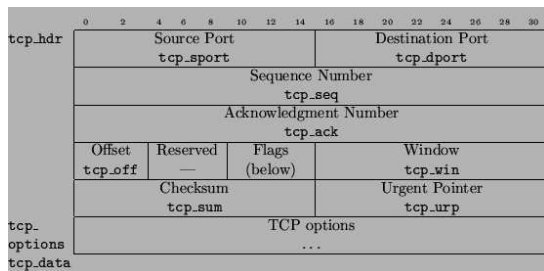 0 2 4 6 8 10 12 14 16 18 20 22 24 26 28 30
tcp_hdr Source Port Destination Port
tcp_sport tcp_dport
Sequence Number
tcp_seq
Acknowledgment Number
tcp_ack
Offset Reserved Flags Window
tcp_off — (below) tcp_win
Checksum Urgent Pointer
tcp_sum tcp_urp
tcp_ TCP options
options ...
tcp_data